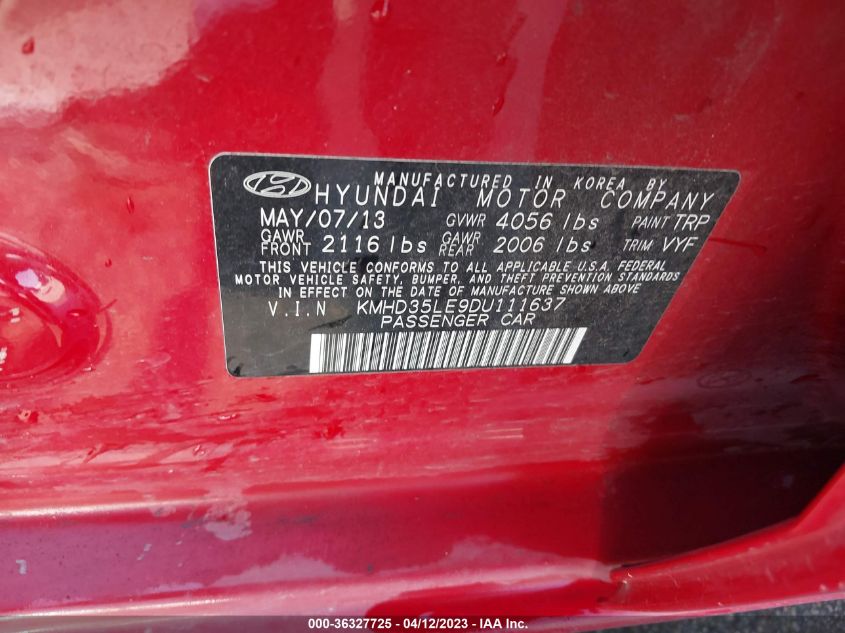 MANUFACTURED IN KOREA BY
HYUNDAI MOTOR COMPANY
MAY/07/13 GVWR 4056 lbs PAINT TRP
GAWR FRONT 2116 lbs GAWR REAR 2006 lbs TRIM VYF
THIS VEHICLE CONFORMS TO ALL APPLICABLE U.S.A. FEDERAL
MOTOR VEHICLE SAFETY, BUMPER, AND THEFT PREVENTION STANDARDS
IN EFFECT ON THE DATE OF MANUFACTURE SHOWN ABOVE
V.I.N KMHD35LE9DU111637
PASSENGER CAR
000-36327725 - 04/12/2023 - IAA Inc.